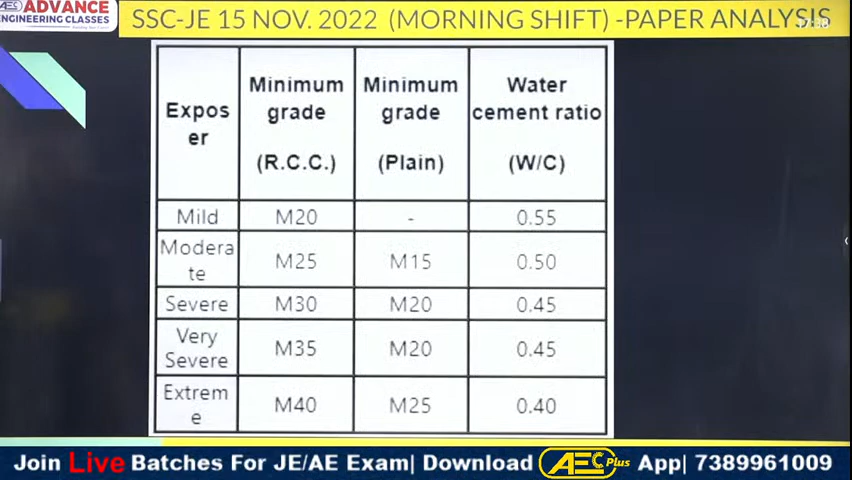 AEC ADVANCE
ENGINEERING CLASSES
SSC-JE 15 NOV. 2022 (MORNING SHIFT) -PAPER ANALYSIS
Expos
er
Minimum
grade
(R.C.C.)
Minimum
grade
(Plain)
Water
cement ratio
(W/C)
Mild M20 - 0.55
Modera
te
M25 M15 0.50
Severe M30 M20 0.45
Very
Severe
M35 M20 0.45
Extrem
e
M40 M25 0.40
Join Live Batches For JE/AE Exam| Download AEC Plus App| 7389961009